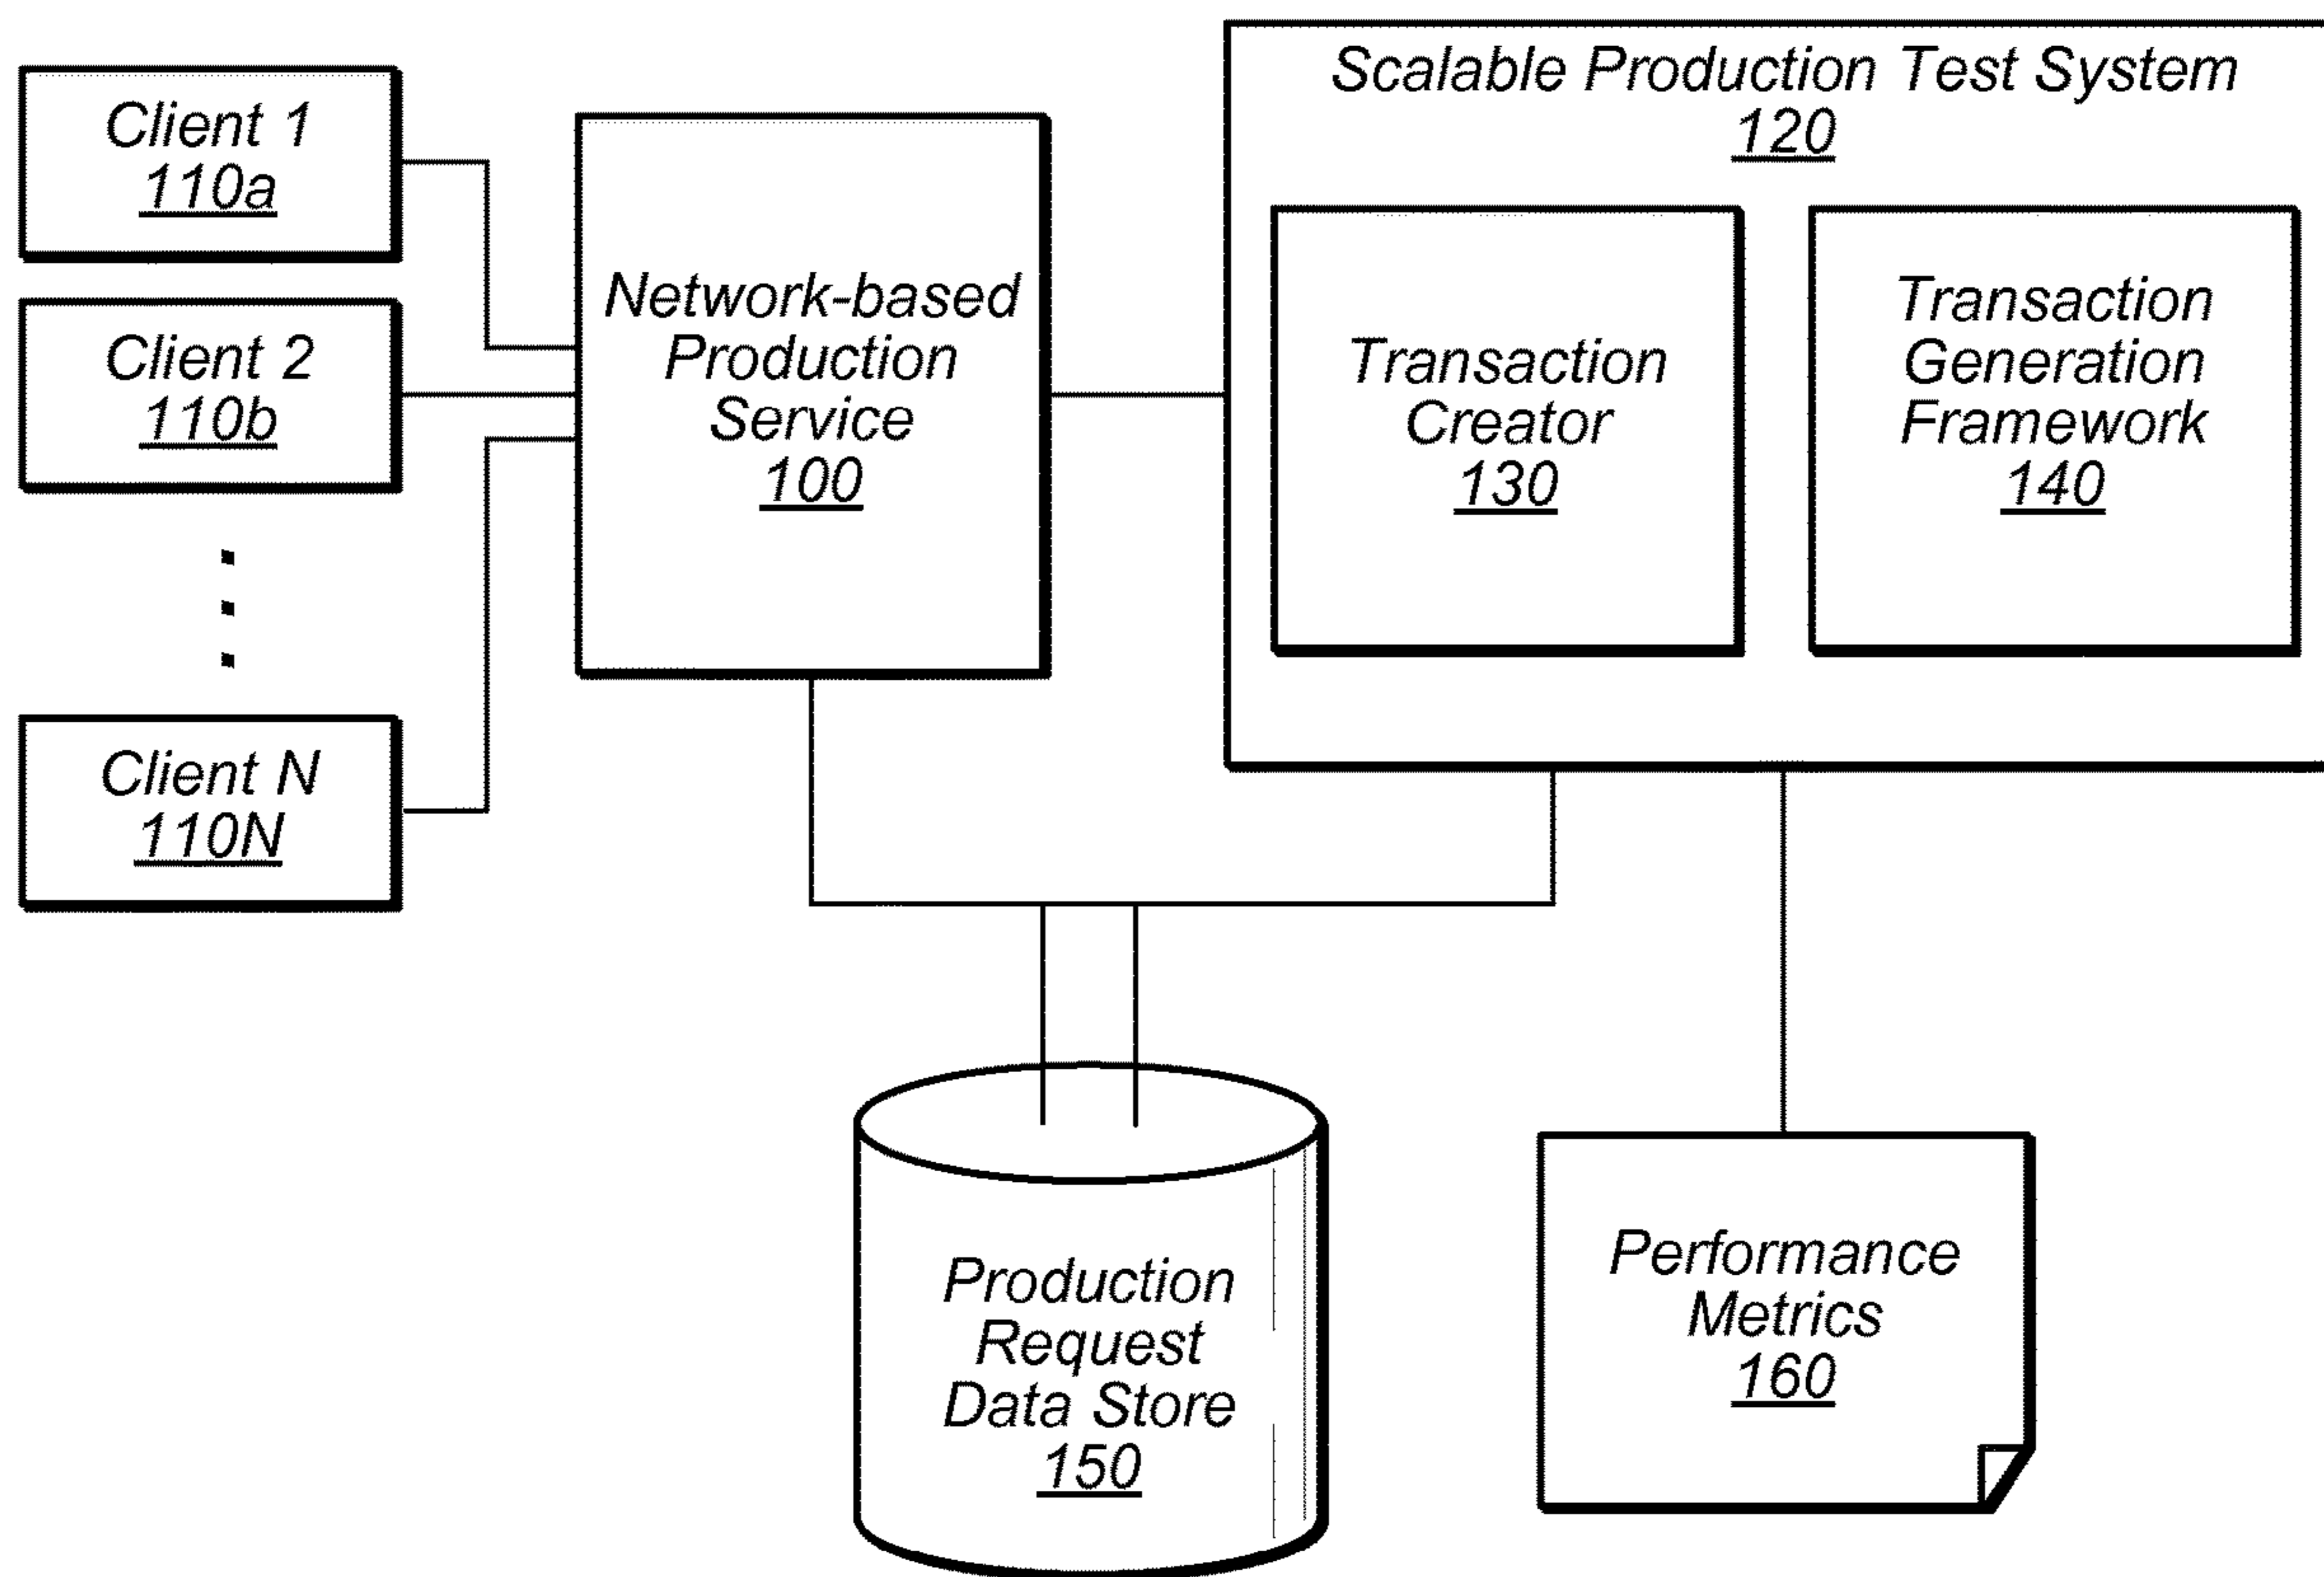 Client 1
110a
Client 2
110b
Client N
110N
Network-based
Production
Service
100
Scalable Production Test System
120
Transaction
Creator
130
Transaction
Generation
Framework
140
Production
Request
Data Store
150
Performance
Metrics
160